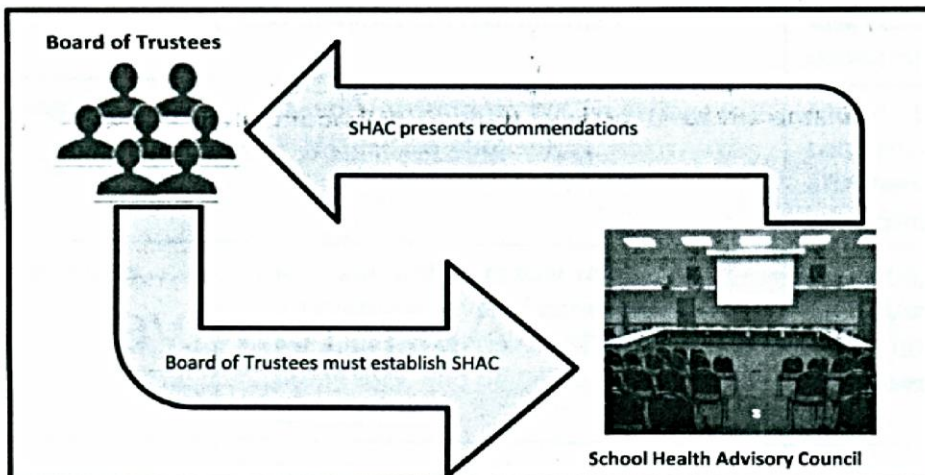 Board of Trustees
SHAC presents recommendations
Board of Trustees must establish SHAC
School Health Advisory Council